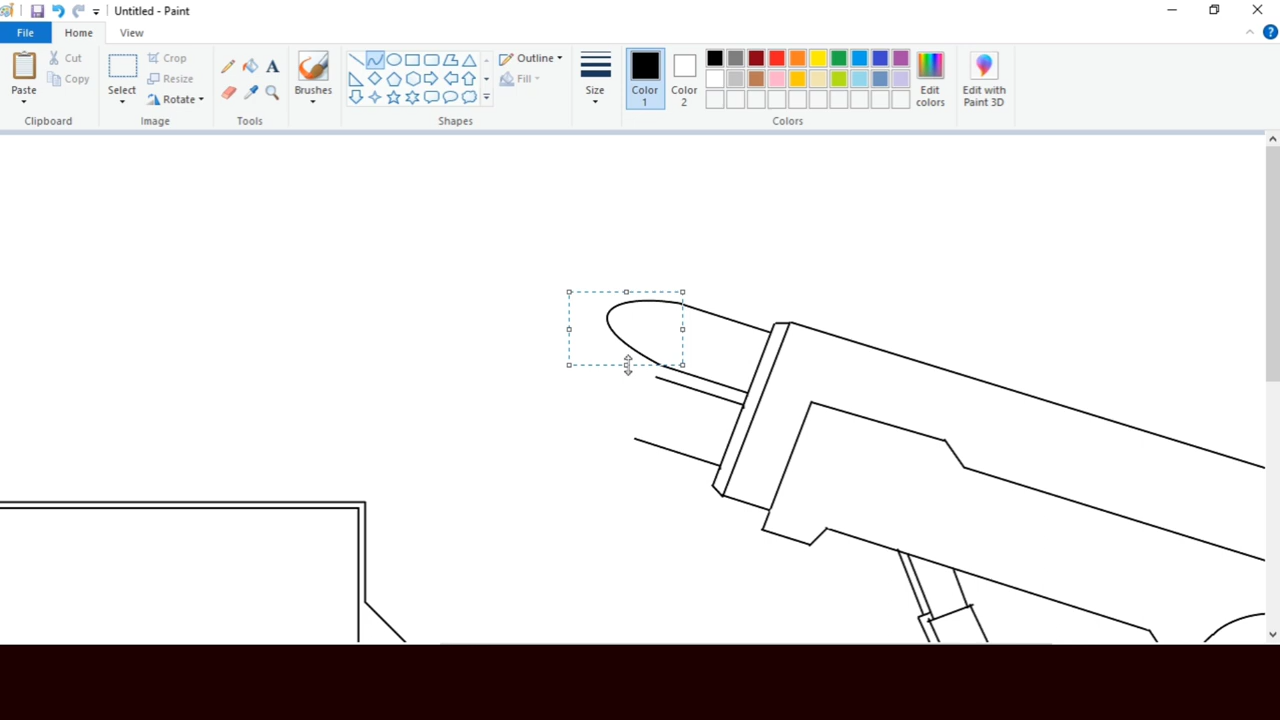 Untitled - Paint
File Home View
Paste
Cut
Copy
Clipboard
Select
Crop
Resize
Rotate
Image
A
Tools
Brushes
Outline
Fill
Shapes
Size
Color 1
Color 2
Edit colors
Colors
Edit with Paint 3D
?